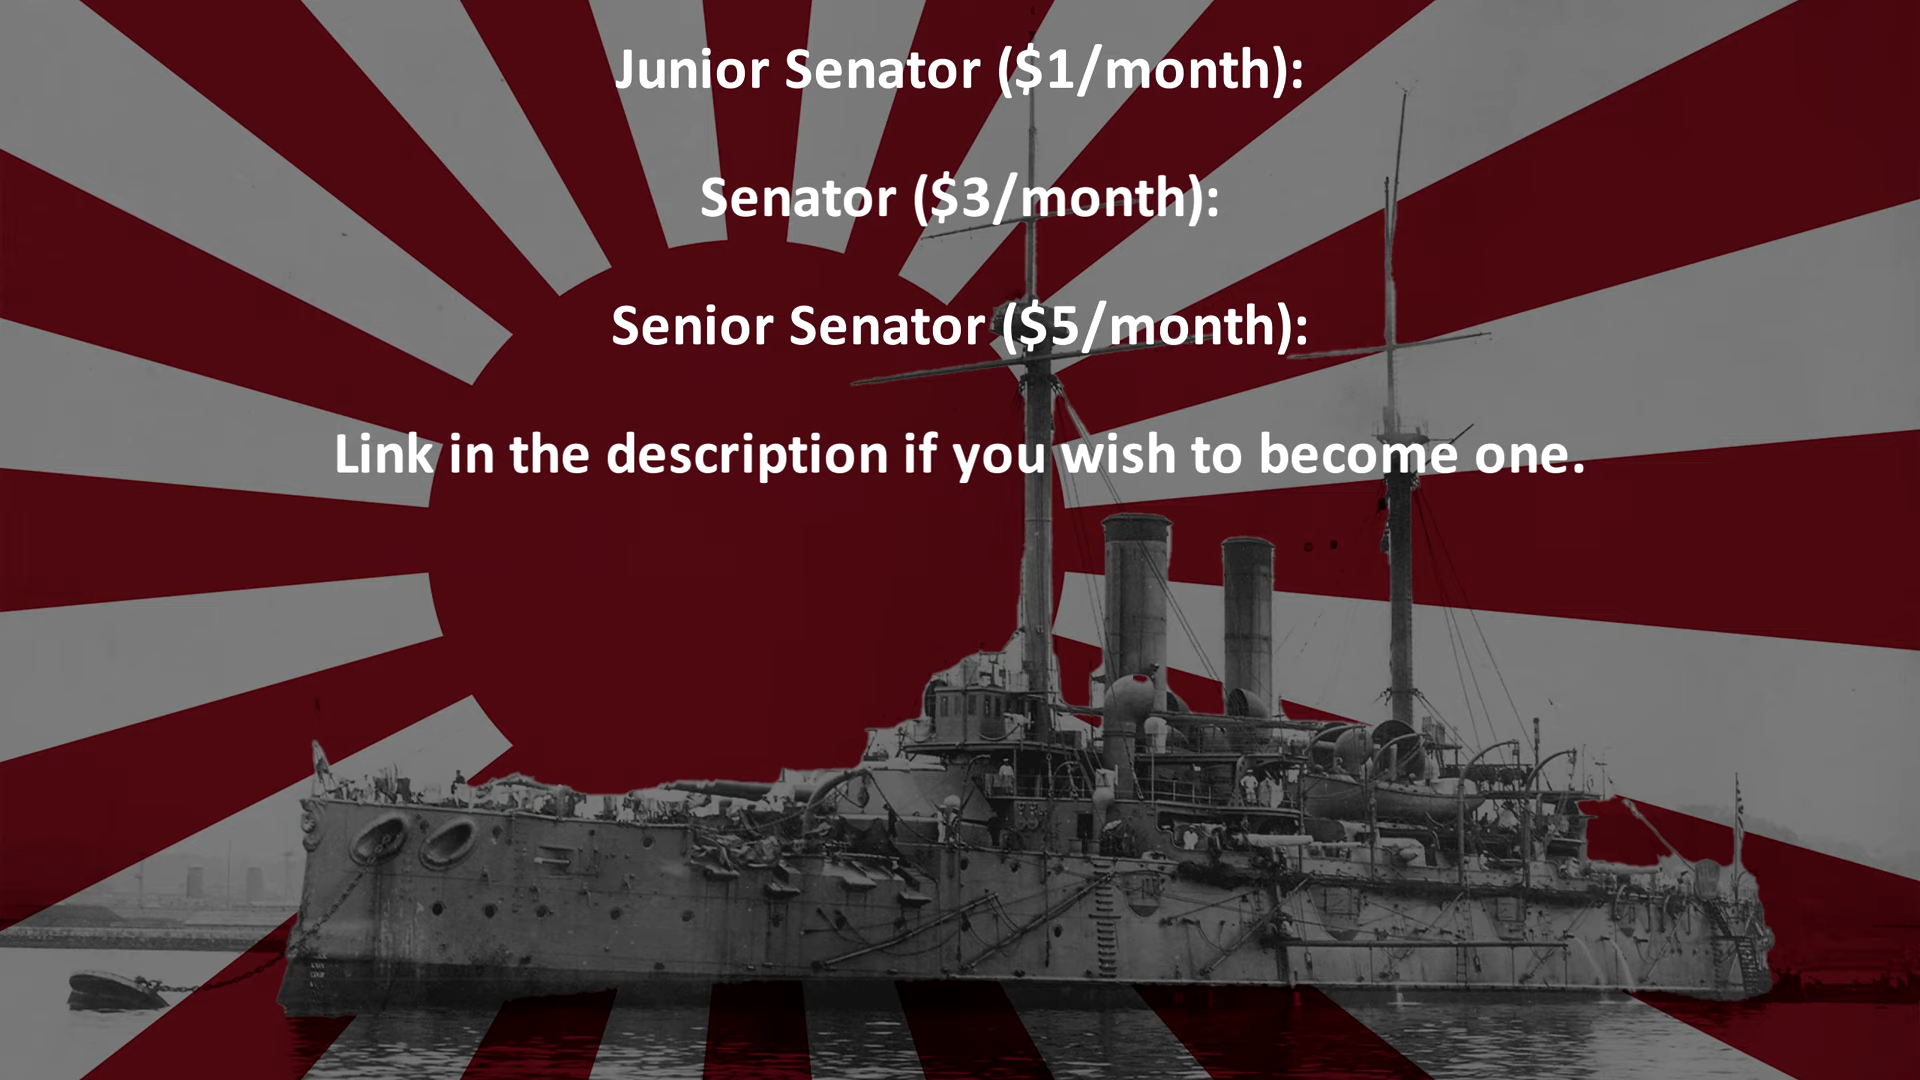 Junior Senator ($1/month):
Senator ($3/month):
Senior Senator ($5/month):
Link in the description if you wish to become one.